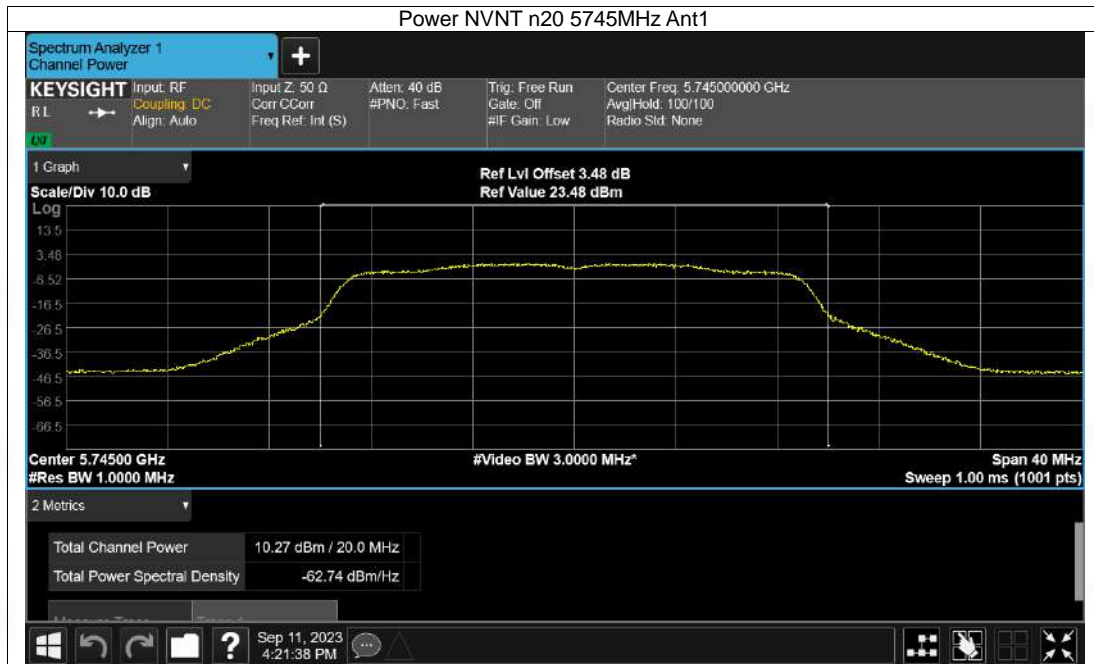 Power NVNT n20 5745MHz Ant1
Spectrum Analyzer 1
Channel Power
+
KEYSIGHT
RL
Input: RF
Coupling: DC
Align: Auto
Input Z: 50 Ω
Corr CCorr
Freq Ref: Int (S)
Atten: 40 dB
#PNO: Fast
Trig: Free Run
Gate: Off
#IF Gain: Low
Center Freq: 5.745000000 GHz
Avg|Hold: 100/100
Radio Std: None
1 Graph
Scale/Div 10.0 dB
Ref Lvl Offset 3.48 dB
Ref Value 23.48 dBm
Log
13.5
3.48
-6.52
-16.5
-26.5
-36.5
-46.5
-56.5
-66.5
Center 5.74500 GHz
#Video BW 3.0000 MHz*
Span 40 MHz
#Res BW 1.0000 MHz
Sweep 1.00 ms (1001 pts)
2 Metrics
Total Channel Power 10.27 dBm / 20.0 MHz
Total Power Spectral Density -62.74 dBm/Hz
?
Sep 11, 2023
4:21:38 PM